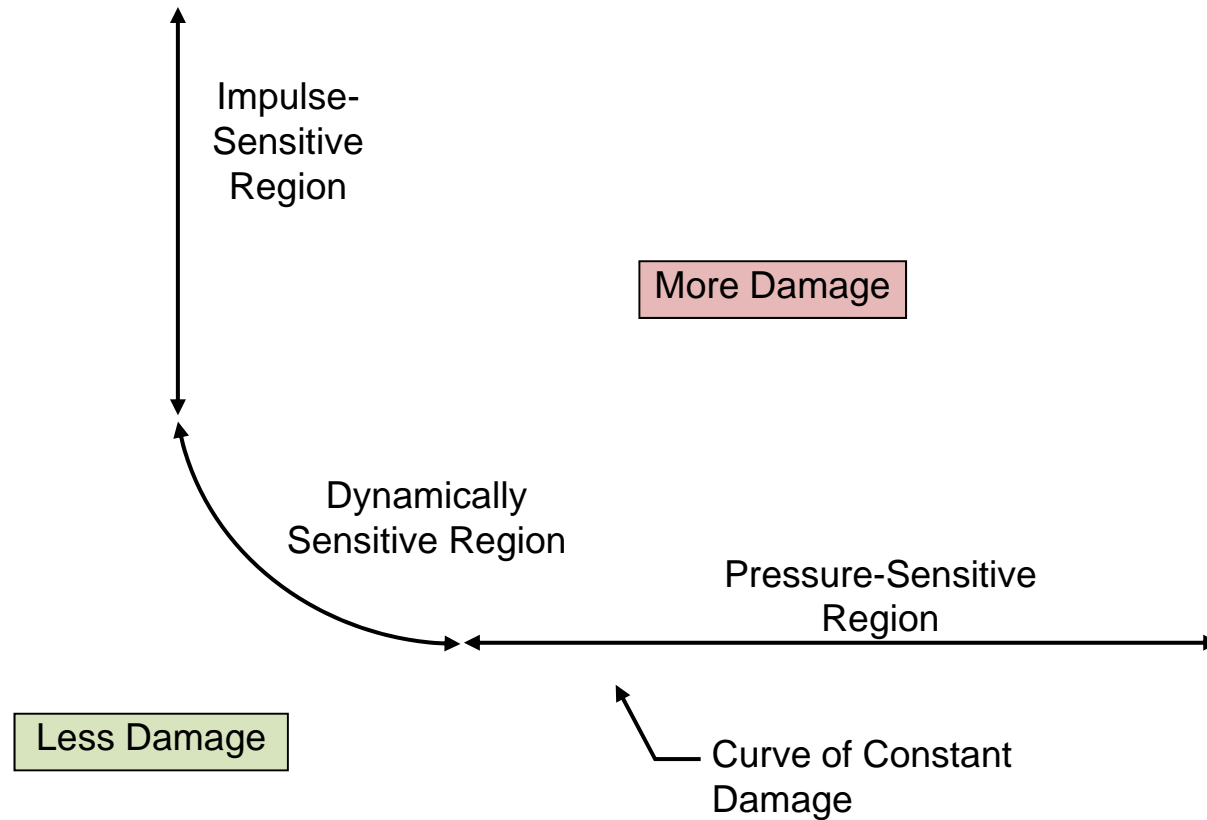 Impulse-
Sensitive
Region
More Damage
Dynamically
Sensitive Region
Pressure-Sensitive
Region
Less Damage
Curve of Constant
Damage